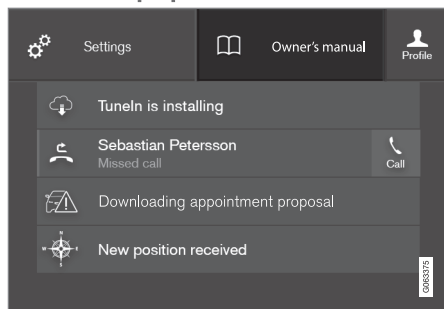 Settings
Owner's manual
Profile
TuneIn is installing
Sebastian Petersson
Missed call
Call
Downloading appointment proposal
New position received
G063375